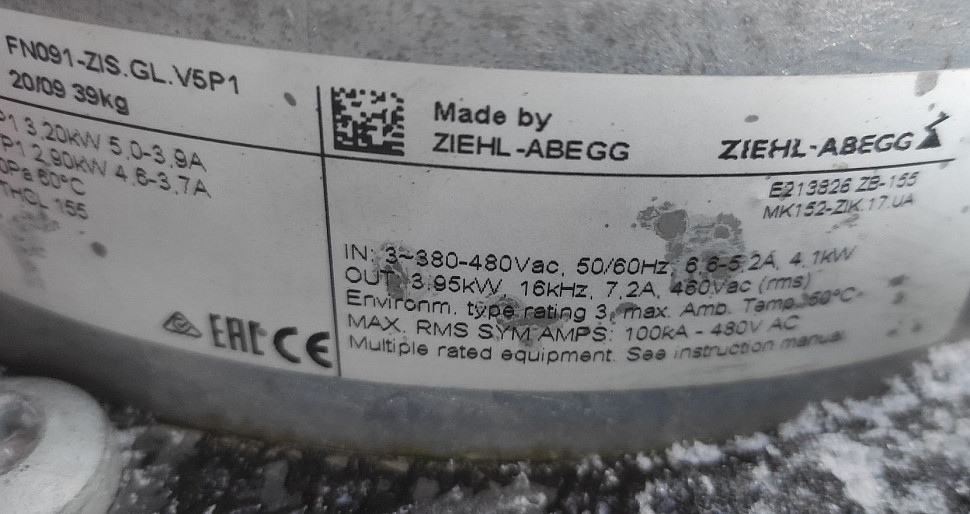 FN091-ZIS.GL.V5P1
20/09 39kg
P1 3,20kW 5,0-3,9A
P1 2,90kW 4,6-3,7A
60°C
THCL 155
EAC CE
Made by
ZIEHL-ABEGG
ZIEHL-ABEGG
E213826 ZB-155
MK152-ZIK.17.UA
IN: 3~380-480Vac, 50/60Hz, 6,6-5,2A, 4,1kW
OUT: 3,95kW, 16kHz, 7,2A, 460Vac (rms)
Environm. type rating 3, max. Amb. Temp. 60°C
MAX. RMS SYM AMPS: 100kA - 480V AC
Multiple rated equipment. See instruction manual